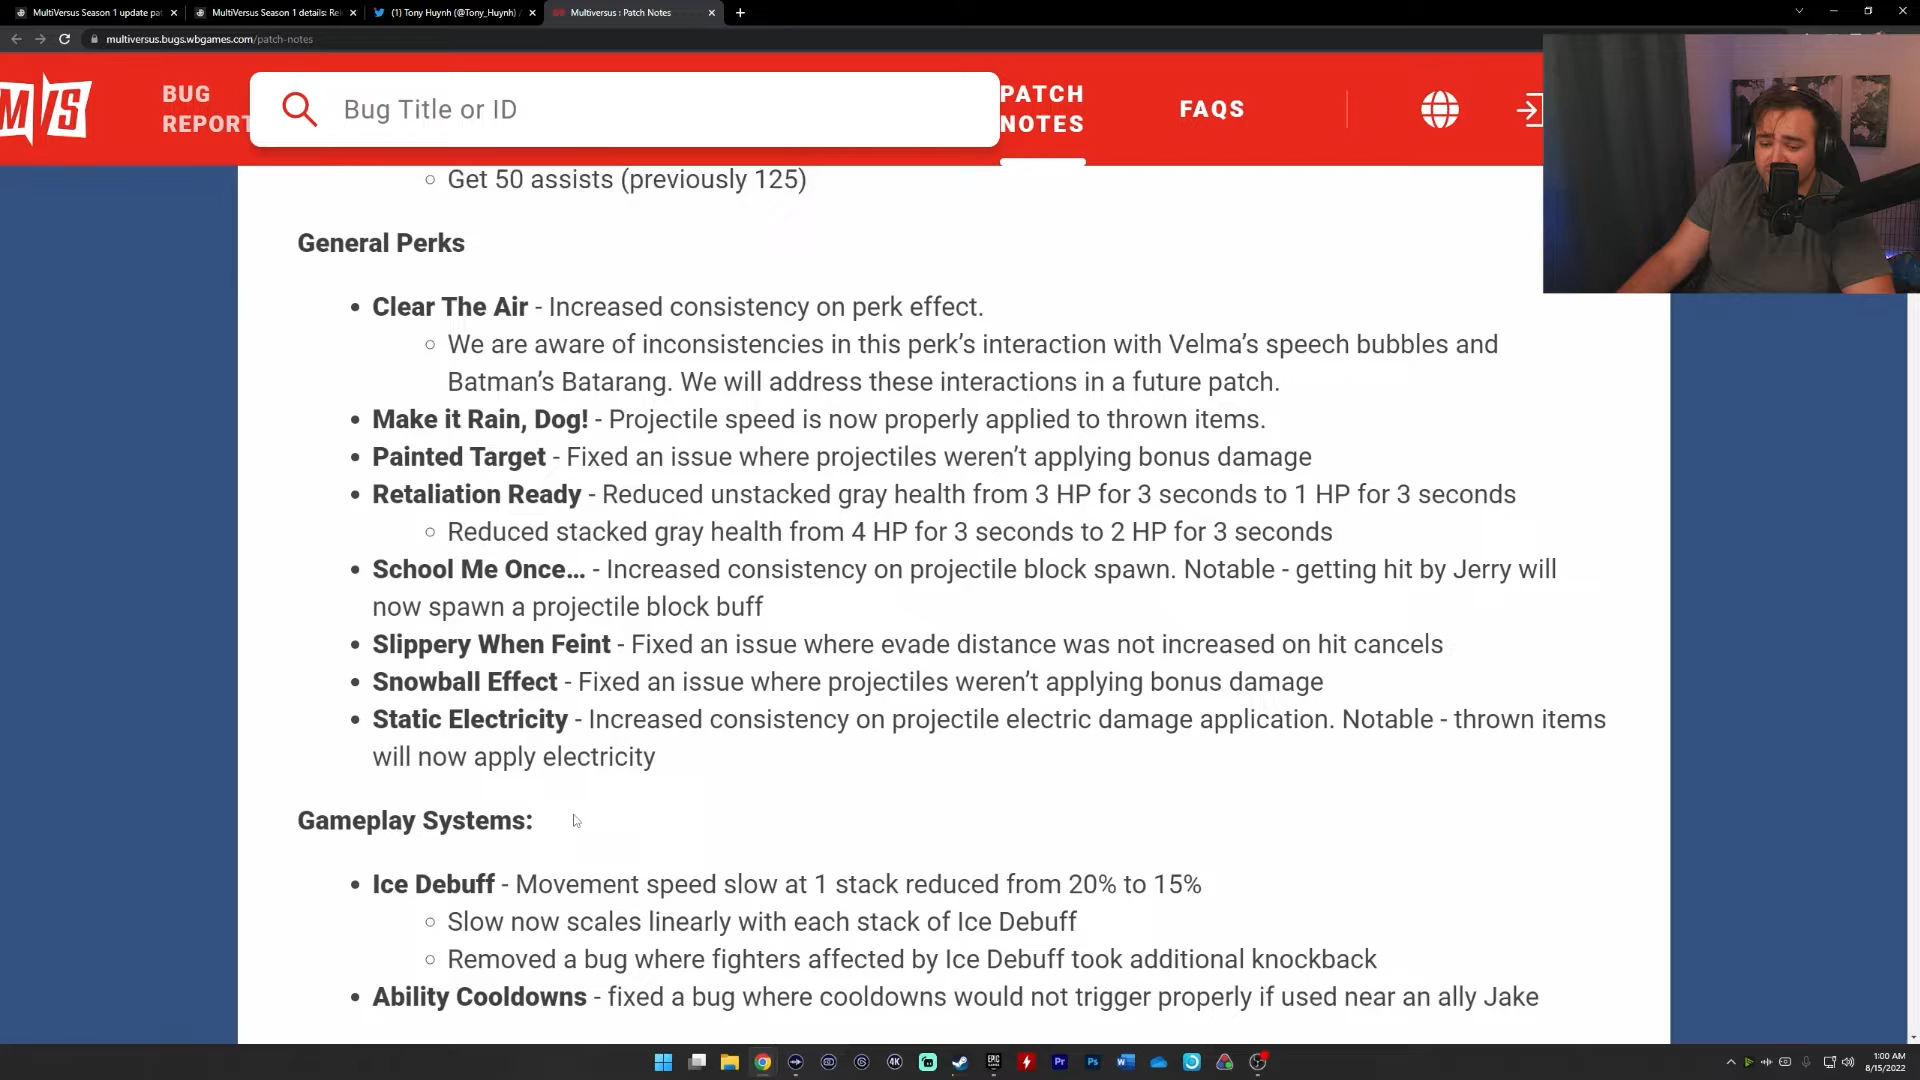 MultiVersus Season 1 update pat
MultiVersus Season 1 details: Rel
(1) Tony Huynh (@Tony_Huynh) /
Multiversus : Patch Notes
multiversus.bugs.wbgames.com/patch-notes
M/S
BUG
REPORT
Bug Title or ID
PATCH
NOTES
FAQS
Get 50 assists (previously 125)
General Perks
Clear The Air - Increased consistency on perk effect.
We are aware of inconsistencies in this perk’s interaction with Velma’s speech bubbles and
Batman’s Batarang. We will address these interactions in a future patch.
Make it Rain, Dog! - Projectile speed is now properly applied to thrown items.
Painted Target - Fixed an issue where projectiles weren’t applying bonus damage
Retaliation Ready - Reduced unstacked gray health from 3 HP for 3 seconds to 1 HP for 3 seconds
Reduced stacked gray health from 4 HP for 3 seconds to 2 HP for 3 seconds
School Me Once… - Increased consistency on projectile block spawn. Notable - getting hit by Jerry will
now spawn a projectile block buff
Slippery When Feint - Fixed an issue where evade distance was not increased on hit cancels
Snowball Effect - Fixed an issue where projectiles weren’t applying bonus damage
Static Electricity - Increased consistency on projectile electric damage application. Notable - thrown items
will now apply electricity
Gameplay Systems:
Ice Debuff - Movement speed slow at 1 stack reduced from 20% to 15%
Slow now scales linearly with each stack of Ice Debuff
Removed a bug where fighters affected by Ice Debuff took additional knockback
Ability Cooldowns - fixed a bug where cooldowns would not trigger properly if used near an ally Jake
4K
EPIC
Pr
Ps
W
1:00 AM
8/15/2022